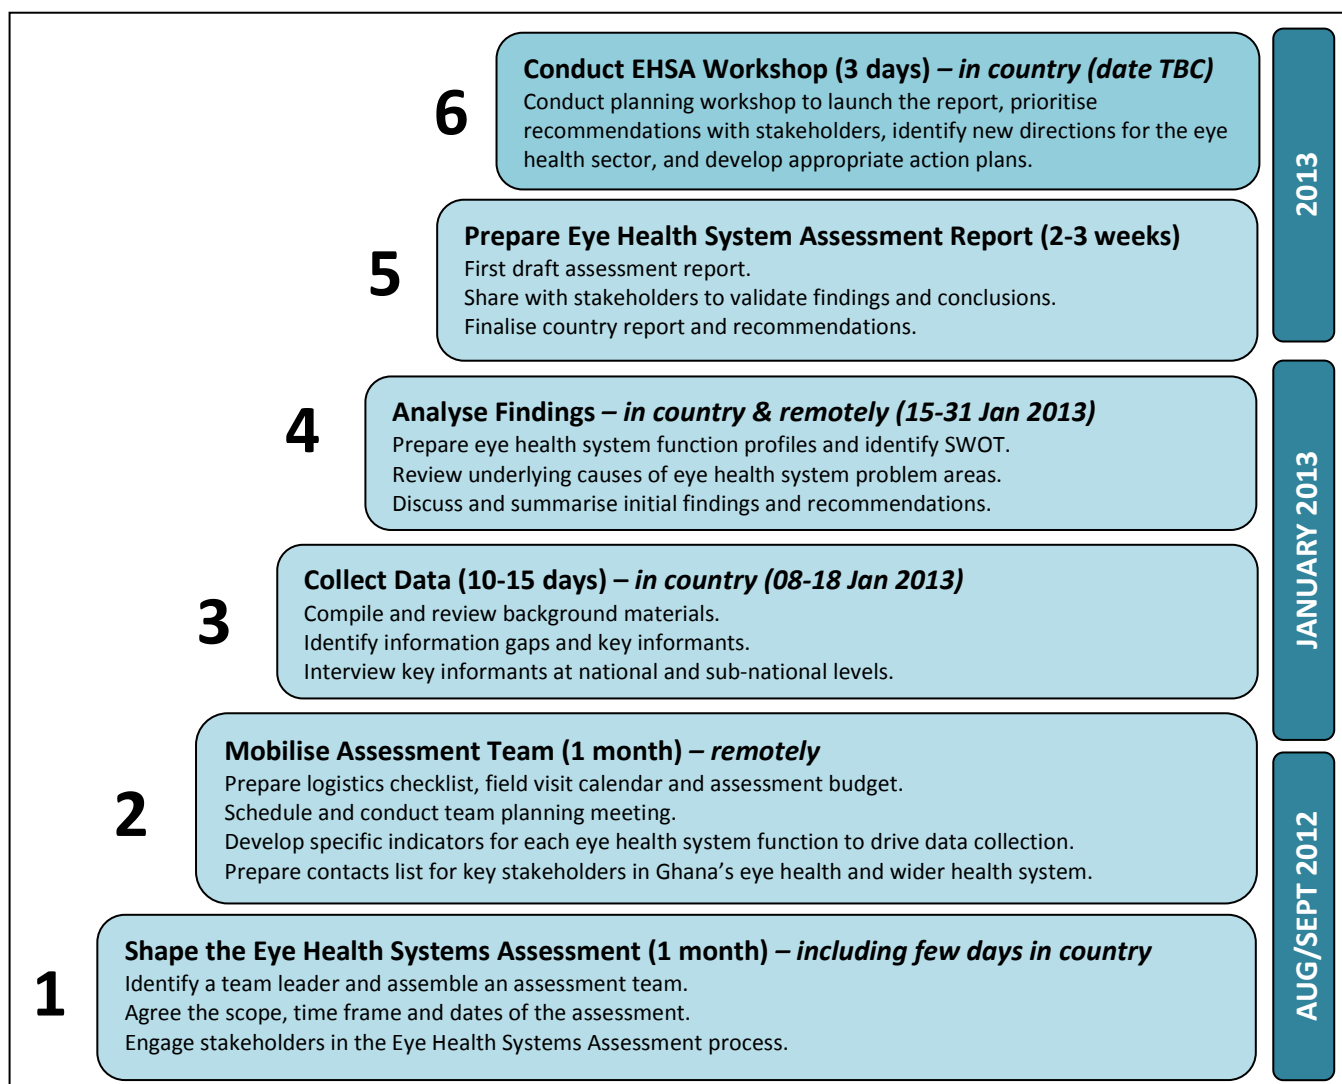 6
Conduct EHSA Workshop (3 days) – in country (date TBC)
Conduct planning workshop to launch the report, prioritise
recommendations with stakeholders, identify new directions for the eye
health sector, and develop appropriate action plans.
2013
5
Prepare Eye Health System Assessment Report (2-3 weeks)
First draft assessment report.
Share with stakeholders to validate findings and conclusions.
Finalise country report and recommendations.
4
Analyse Findings – in country & remotely (15-31 Jan 2013)
Prepare eye health system function profiles and identify SWOT.
Review underlying causes of eye health system problem areas.
Discuss and summarise initial findings and recommendations.
JANUARY 2013
3
Collect Data (10-15 days) – in country (08-18 Jan 2013)
Compile and review background materials.
Identify information gaps and key informants.
Interview key informants at national and sub-national levels.
2
Mobilise Assessment Team (1 month) – remotely
Prepare logistics checklist, field visit calendar and assessment budget.
Schedule and conduct team planning meeting.
Develop specific indicators for each eye health system function to drive data collection.
Prepare contacts list for key stakeholders in Ghana's eye health and wider health system.
AUG/SEPT 2012
1
Shape the Eye Health Systems Assessment (1 month) – including few days in country
Identify a team leader and assemble an assessment team.
Agree the scope, time frame and dates of the assessment.
Engage stakeholders in the Eye Health Systems Assessment process.